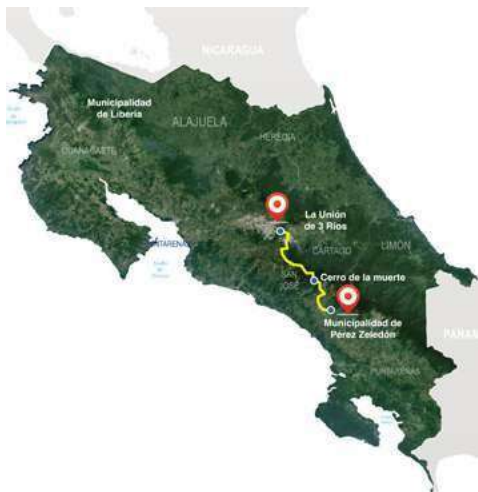 NICARAGUA
Municipalidad
de Liberia
ALAJUELA
HEREDIA
GUANACASTE
La Unión
de 3 Ríos
PUNTARENAS
CARTAGO
LIMÓN
SAN
JOSÉ
Cerro de la muerte
Municipalidad de
Pérez Zeledón
PANAM
PUNTARENAS